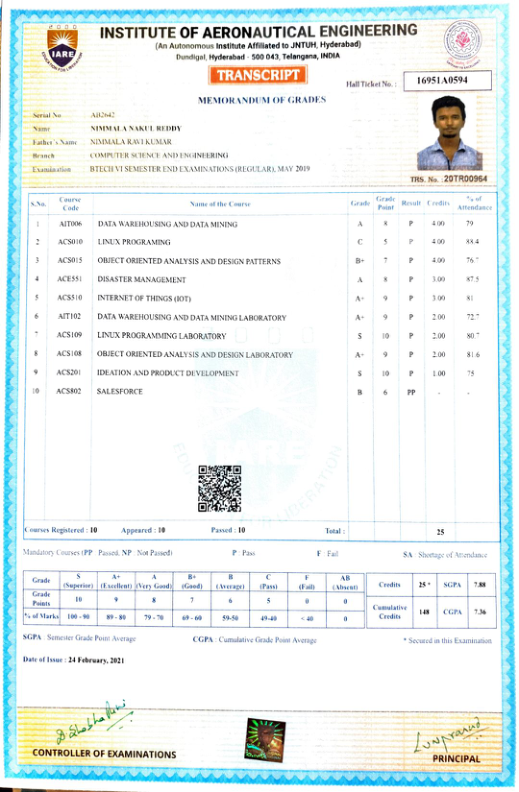 INSTITUTE OF AERONAUTICAL ENGINEERING
(An Autonomous Institute Affiliated to JNTUH, Hyderabad)
Dundigal, Hyderabad - 500 043, Telangana, INDIA
IARE
TRANSCRIPT
Hall Ticket No. : 16951A0594
MEMORANDUM OF GRADES
Serial No AB2642
Name NIMMALA NAKUL REDDY
Father's Name NIMMALA RAVI KUMAR
Branch COMPUTER SCIENCE AND ENGINEERING
Examination BTECH VI SEMESTER END EXAMINATIONS (REGULAR), MAY 2019
TRS. No. :20TR00964
S.No. Course Code Name of the Course Grade Grade Point Result Credits % of Attendance
1 AIT006 DATA WAREHOUSING AND DATA MINING A 8 P 4.00 79
2 ACS010 LINUX PROGRAMING C 5 P 4.00 88.4
3 ACS015 OBJECT ORIENTED ANALYSIS AND DESIGN PATTERNS B+ 7 P 4.00 76.7
4 ACE551 DISASTER MANAGEMENT A 8 P 3.00 87.5
5 ACS510 INTERNET OF THINGS (IOT) A+ 9 P 3.00 81
6 AIT102 DATA WAREHOUSING AND DATA MINING LABORATORY A+ 9 P 2.00 72.7
7 ACS109 LINUX PROGRAMMING LABORATORY S 10 P 2.00 80.7
8 ACS108 OBJECT ORIENTED ANALYSIS AND DESIGN LABORATORY A+ 9 P 2.00 81.6
9 ACS201 IDEATION AND PRODUCT DEVELOPMENT S 10 P 1.00 75
10 ACS802 SALESFORCE B 6 PP - -
Courses Registered : 10 Appeared : 10 Passed : 10 Total : 25
Mandatory Courses (PP : Passed, NP : Not Passed) P : Pass F : Fail SA : Shortage of Attendance
Grade S (Superior) A+ (Excellent) A (Very Good) B+ (Good) B (Average) C (Pass) F (Fail) AB (Absent)
Grade Points 10 9 8 7 6 5 0 0
% of Marks 100 - 90 89 - 80 79 - 70 69 - 60 59-50 49-40 < 40 0
Credits 25 * SGPA 7.88
Cumulative Credits 148 CGPA 7.36
SGPA : Semester Grade Point Average CGPA : Cumulative Grade Point Average * Secured in this Examination
Date of Issue : 24 February, 2021
CONTROLLER OF EXAMINATIONS
PRINCIPAL